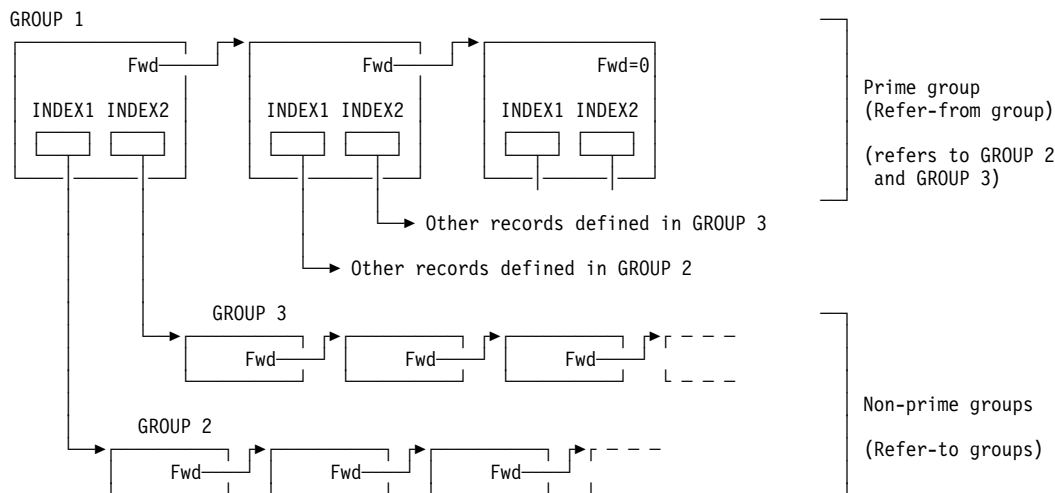 GROUP 1
Fwd Fwd Fwd=0
INDEX1 INDEX2 INDEX1 INDEX2 INDEX1 INDEX2
Prime group
(Refer-from group)
(refers to GROUP 2
and GROUP 3)
Other records defined in GROUP 3
Other records defined in GROUP 2
GROUP 3
Fwd Fwd Fwd
GROUP 2
Fwd Fwd Fwd
Non-prime groups
(Refer-to groups)